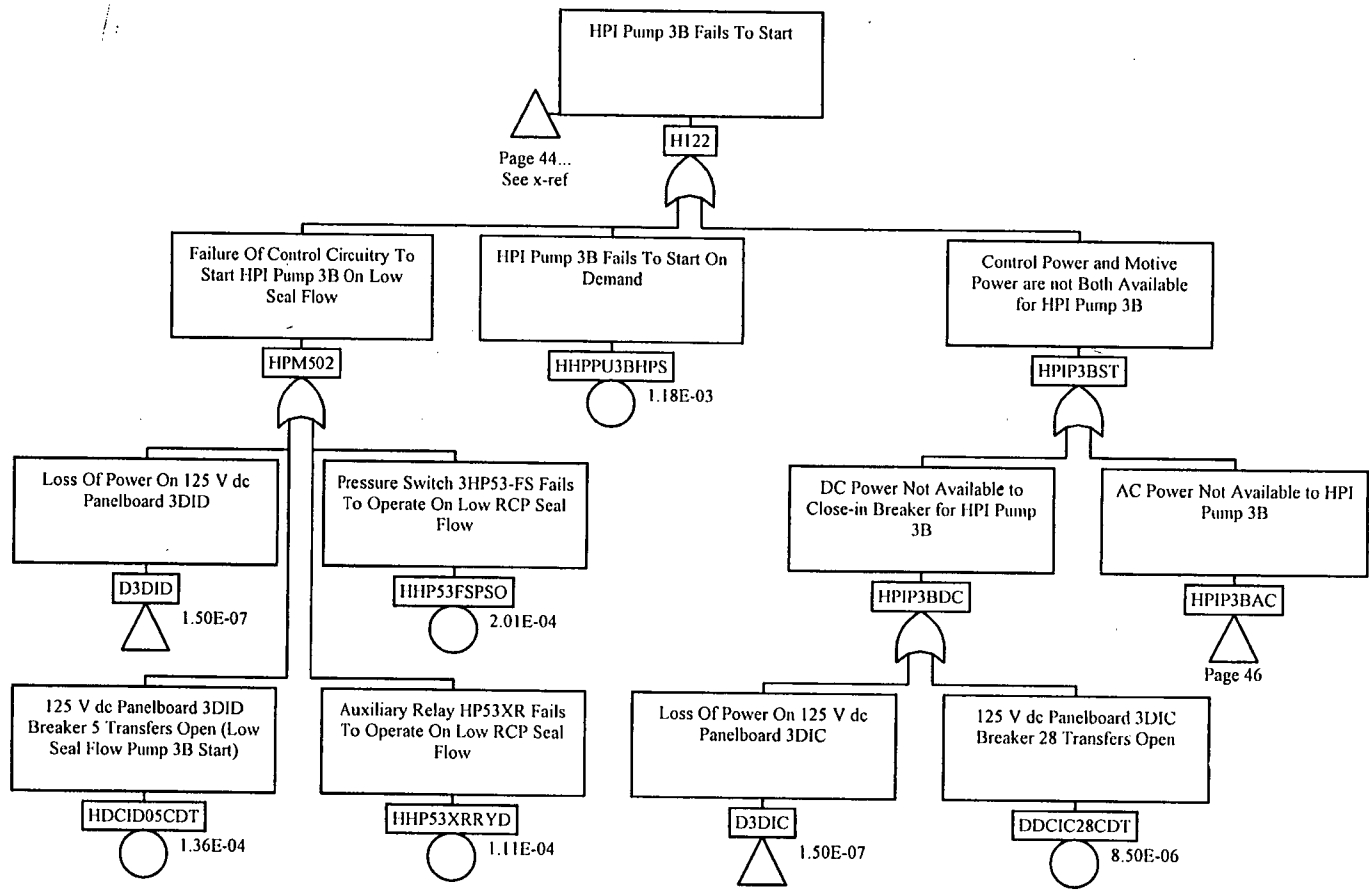 HPI Pump 3B Fails To Start
H122
Page 44...
See x-ref
Failure Of Control Circuitry To
Start HPI Pump 3B On Low
Seal Flow
HPM502
HPI Pump 3B Fails To Start On
Demand
HHPPU3BHPS
1.18E-03
Control Power and Motive
Power are not Both Available
for HPI Pump 3B
HPIP3BST
Loss Of Power On 125 V dc
Panelboard 3DID
D3DID
1.50E-07
Pressure Switch 3HP53-FS Fails
To Operate On Low RCP Seal
Flow
HHP53FSPSO
2.01E-04
DC Power Not Available to
Close-in Breaker for HPI Pump
3B
HPIP3BDC
AC Power Not Available to HPI
Pump 3B
HPIP3BAC
Page 46
125 V dc Panelboard 3DID
Breaker 5 Transfers Open (Low
Seal Flow Pump 3B Start)
HDCID05CDT
1.36E-04
Auxiliary Relay HP53XR Fails
To Operate On Low RCP Seal
Flow
HHP53XRRYD
1.11E-04
Loss Of Power On 125 V dc
Panelboard 3DIC
D3DIC
1.50E-07
125 V dc Panelboard 3DIC
Breaker 28 Transfers Open
DDCIC28CDT
8.50E-06